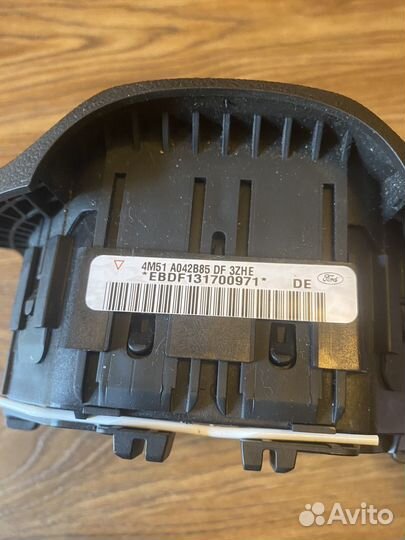 4M51 A042B85 DF 3ZHE
*EBDF131700971*
DE
Ford
Avito